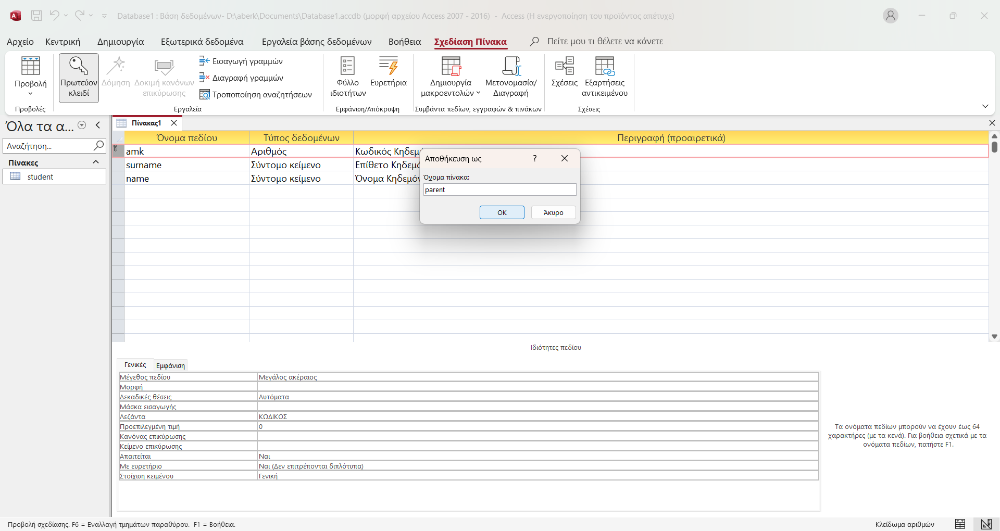 Database1 : Βάση δεδομένων- D:\aberk\Documents\Database1.accdb (μορφή αρχείου Access 2007 - 2016) - Access (Η ενεργοποίηση του προϊόντος απέτυχε)
Αρχείο Κεντρική Δημιουργία Εξωτερικά δεδομένα Εργαλεία βάσης δεδομένων Βοήθεια Σχεδίαση Πίνακα Πείτε μου τι θέλετε να κάνετε
Προβολή
Πρωτεύον κλειδί
Δόμηση
Δοκιμή κανόνων επικύρωσης
Εισαγωγή γραμμών
Διαγραφή γραμμών
Τροποποίηση αναζητήσεων
Φύλλο ιδιοτήτων
Ευρετήρια
Δημιουργία μακροεντολών
Μετονομασία/ Διαγραφή
Σχέσεις
Εξαρτήσεις αντικειμένου
Προβολές Εργαλεία Εμφάνιση/Απόκρυψη Συμβάντα πεδίων, εγγραφών & πινάκων Σχέσεις
Όλα τα α...
Αναζήτηση...
Πίνακες
student
Πίνακας1
Όνομα πεδίου Τύπος δεδομένων Περιγραφή (προαιρετικά)
amk Αριθμός Κωδικός
surname Σύντομο κείμενο Επίθετο
name Σύντομο κείμενο Όνομα
Αποθήκευση ως ?
Όνομα πίνακα:
parent
OK Άκυρο
Ιδιότητες πεδίου
Γενικές Εμφάνιση
Μέγεθος πεδίου Μεγάλος ακέραιος
Μορφή
Δεκαδικές θέσεις Αυτόματα
Μάσκα εισαγωγής
Λεζάντα ΚΩΔΙΚΟΣ
Προεπιλεγμένη τιμή 0
Κανόνας επικύρωσης
Κείμενο επικύρωσης
Απαιτείται Ναι
Με ευρετήριο Ναι (Δεν επιτρέπονται διπλότυπα)
Στοίχιση κειμένου Γενική
Τα ονόματα πεδίων μπορούν να έχουν έως 64
χαρακτήρες (με τα κενά). Για βοήθεια σχετικά με τα
ονόματα πεδίων, πατήστε F1.
Προβολή σχεδίασης. F6 = Εναλλαγή τμημάτων παραθύρου. F1 = Βοήθεια. Κλείδωμα αριθμών